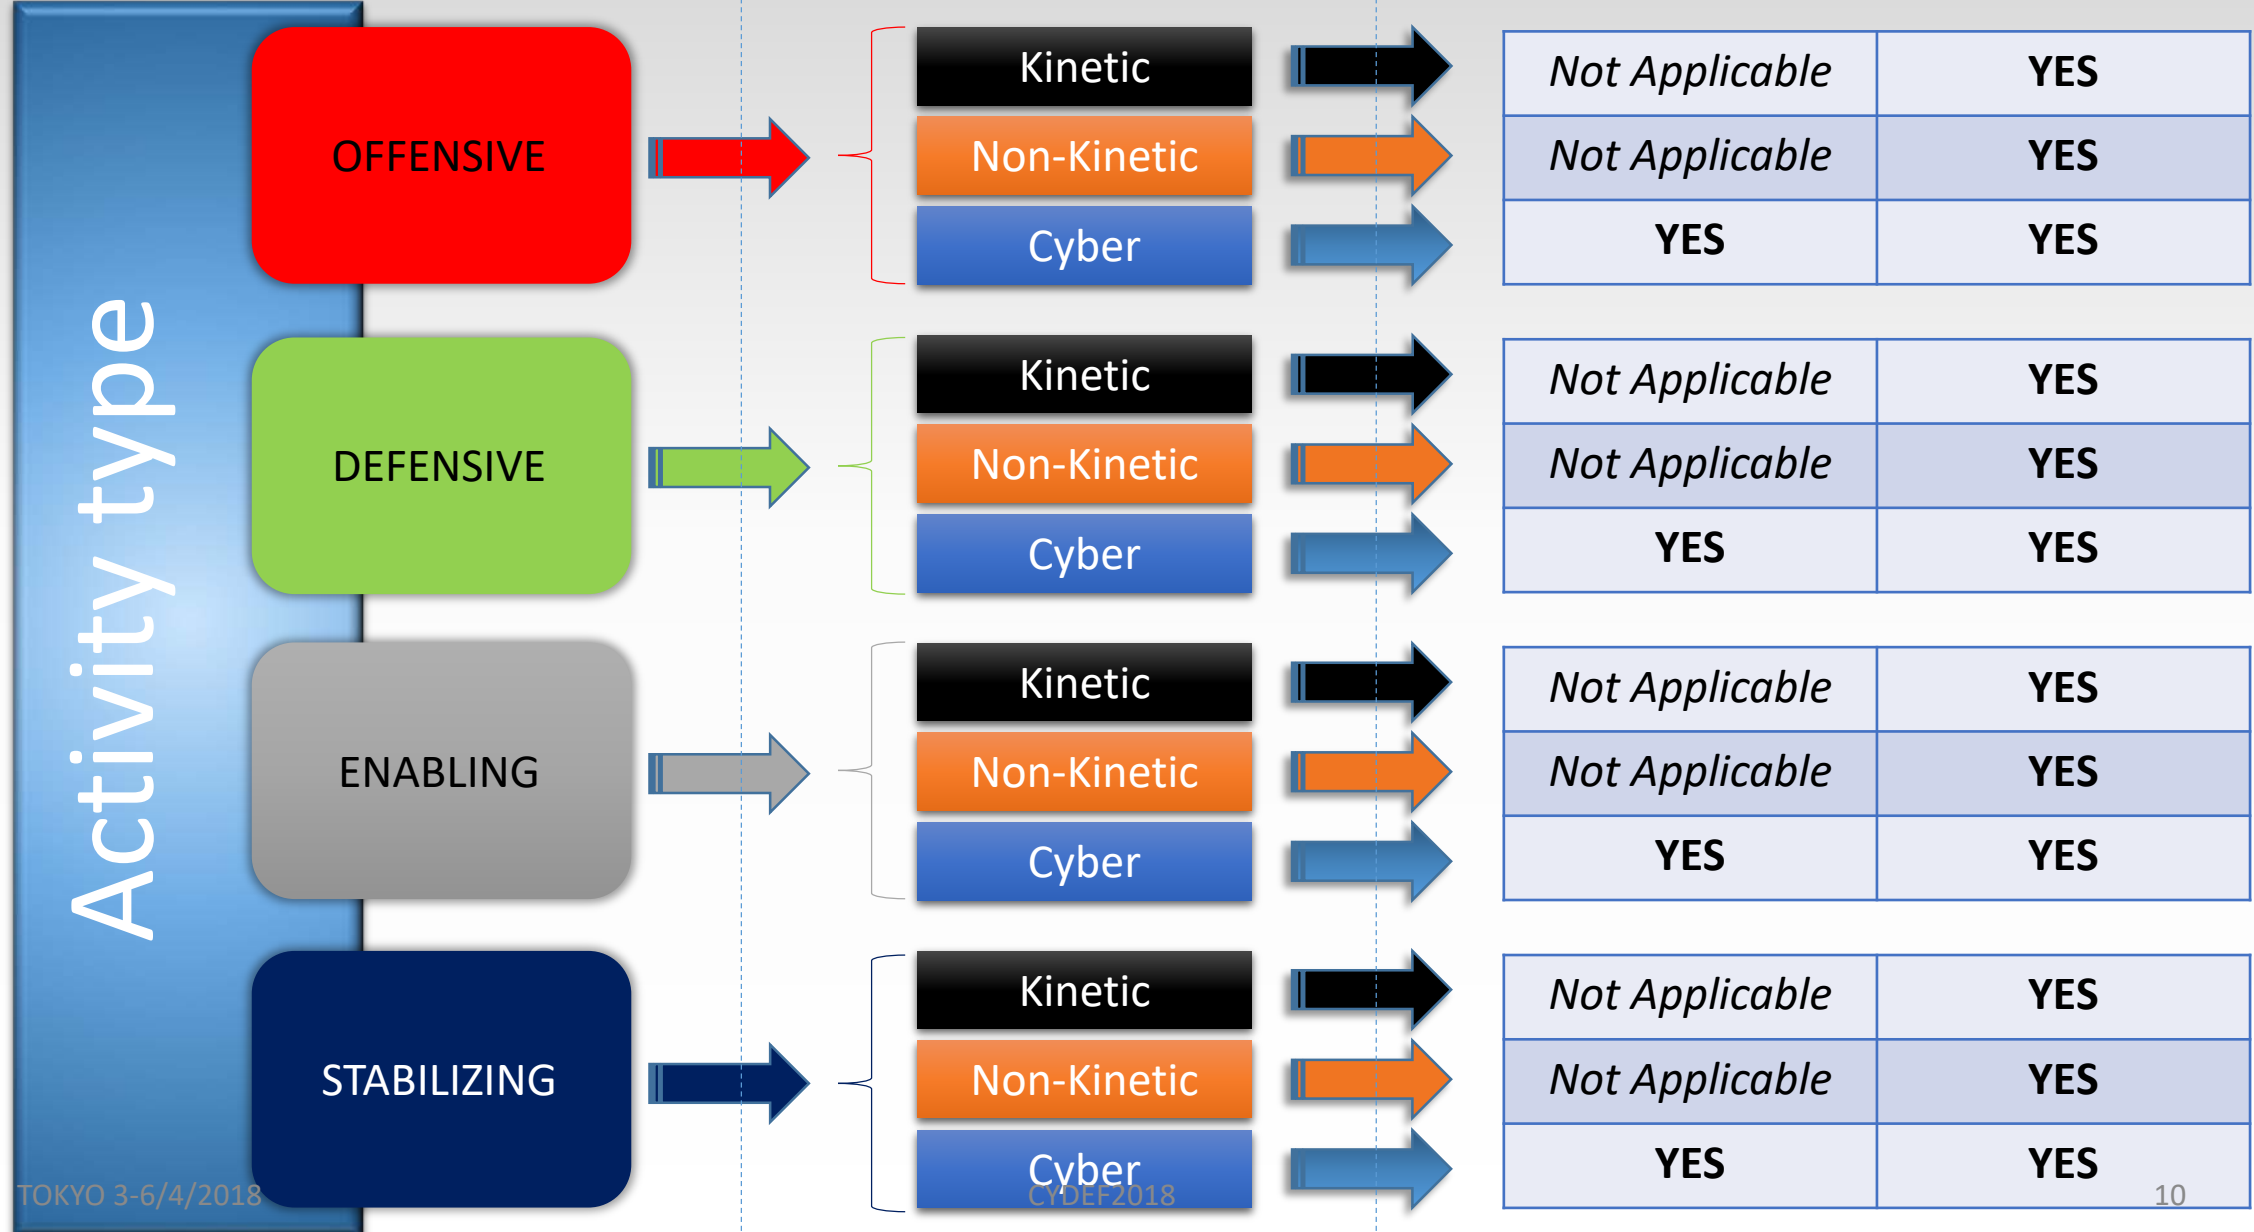 Activity type
OFFENSIVE
Kinetic
Not Applicable YES
Non-Kinetic
Not Applicable YES
Cyber
YES YES
DEFENSIVE
Kinetic
Not Applicable YES
Non-Kinetic
Not Applicable YES
Cyber
YES YES
ENABLING
Kinetic
Not Applicable YES
Non-Kinetic
Not Applicable YES
Cyber
YES YES
STABILIZING
Kinetic
Not Applicable YES
Non-Kinetic
Not Applicable YES
Cyber
YES YES
TOKYO 3-6/4/2018
CYDEF2018
10